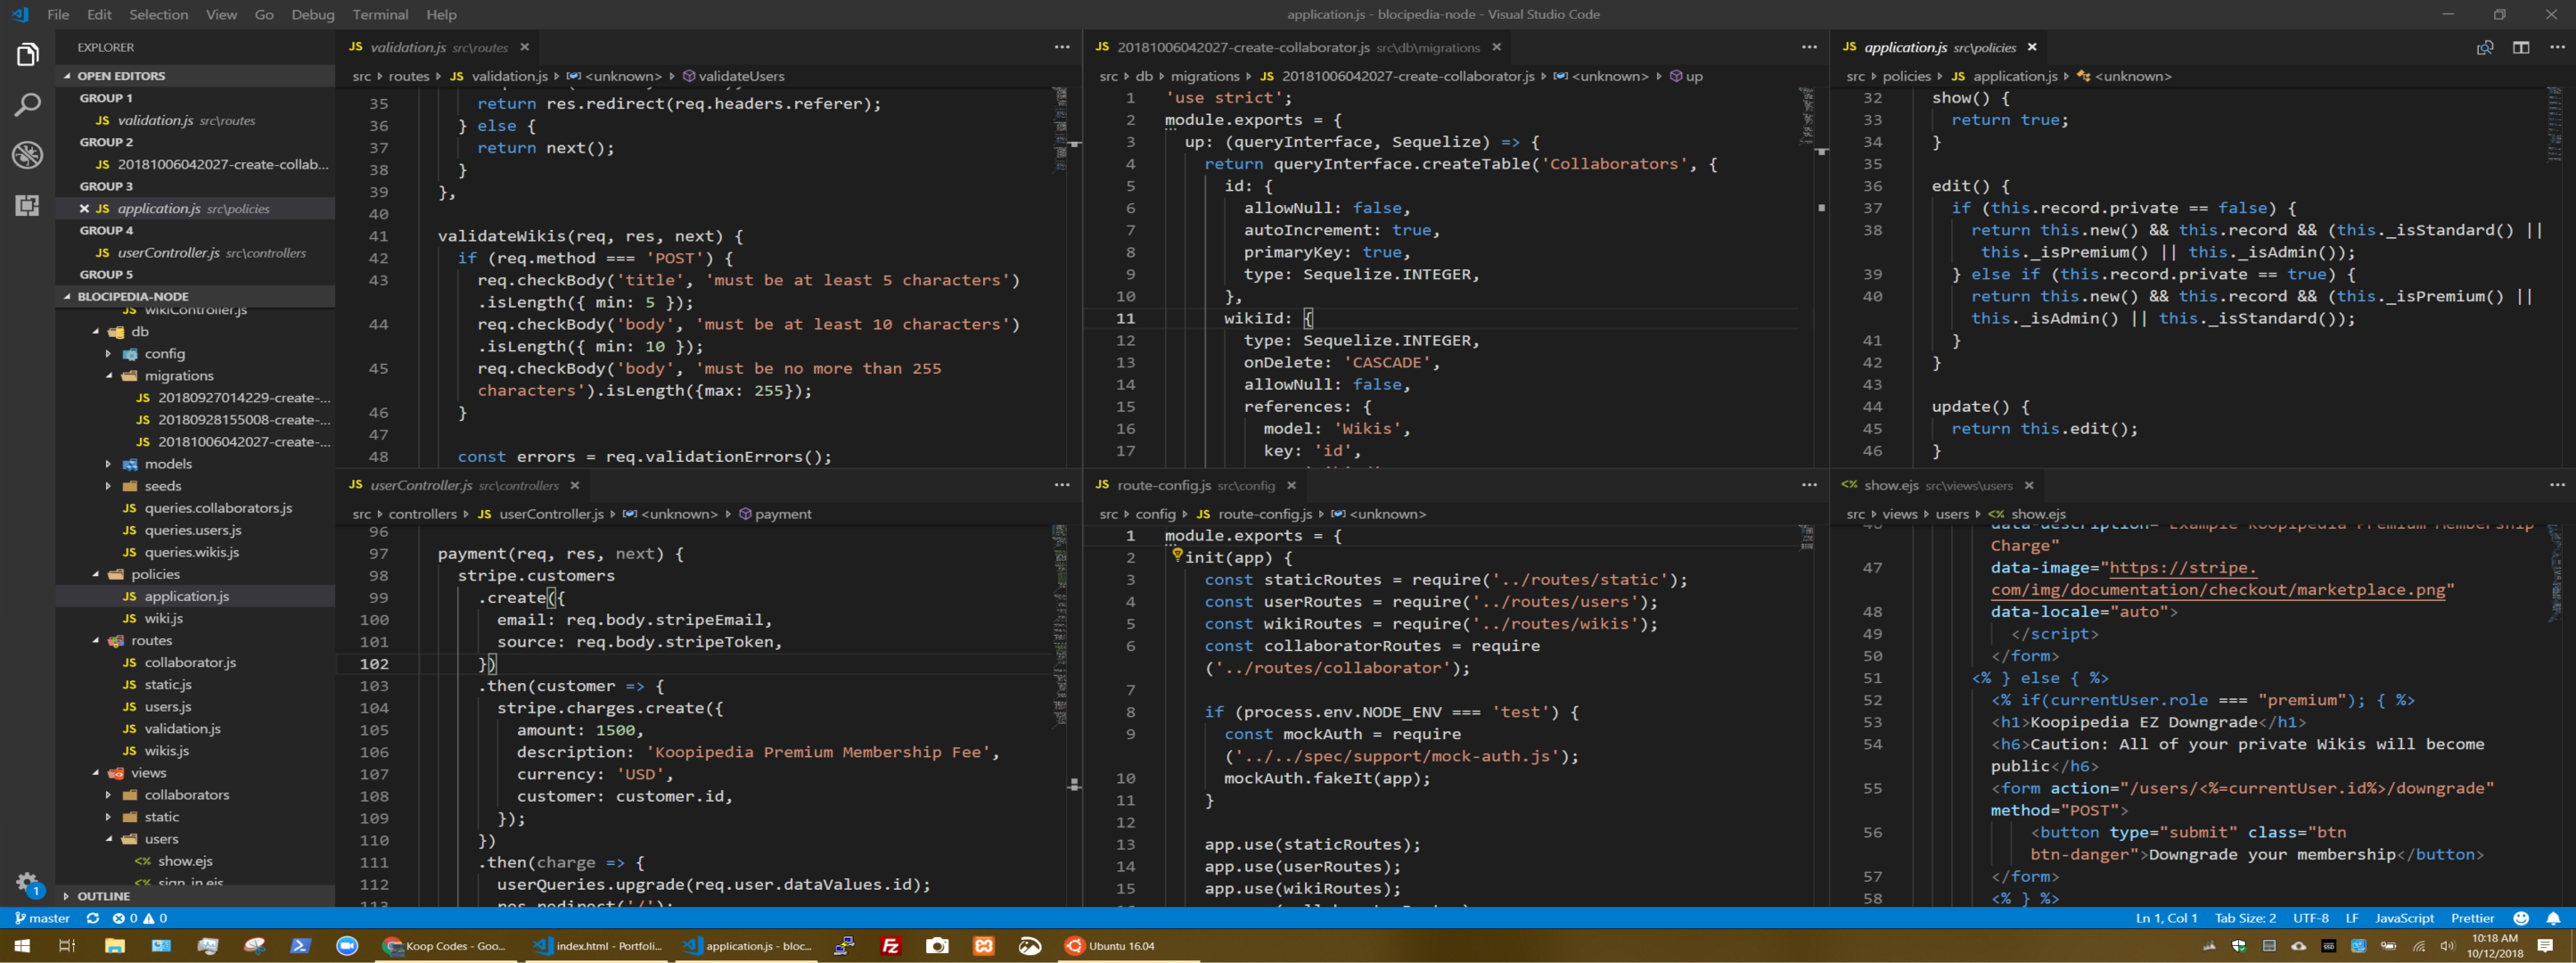 File Edit Selection View Go Debug Terminal Help
application.js - blocipedia-node - Visual Studio Code
EXPLORER
OPEN EDITORS
GROUP 1
JS validation.js src\routes
GROUP 2
JS 20181006042027-create-collab...
GROUP 3
JS application.js src\policies
GROUP 4
JS userController.js src\controllers
GROUP 5
BLOCIPEDIA-NODE
JS wikiController.js
db
config
migrations
JS 20180927014229-create-...
JS 20180928155008-create-...
JS 20181006042027-create-...
models
seeds
JS queries.collaborators.js
JS queries.users.js
JS queries.wikis.js
policies
JS application.js
JS wiki.js
routes
JS collaborator.js
JS static.js
JS users.js
JS validation.js
JS wikis.js
views
collaborators
static
users
<% show.ejs
<% sign_in.ejs
OUTLINE
JS validation.js src\routes
src routes JS validation.js <unknown> validateUsers
35 return res.redirect(req.headers.referer);
36 } else {
37 return next();
38 }
39 },
40
41 validateWikis(req, res, next) {
42 if (req.method === 'POST') {
43 req.checkBody('title', 'must be at least 5 characters')
.isLength({ min: 5 });
44 req.checkBody('body', 'must be at least 10 characters')
.isLength({ min: 10 });
45 req.checkBody('body', 'must be no more than 255
characters').isLength({max: 255});
46 }
47
48 const errors = req.validationErrors();
JS 20181006042027-create-collaborator.js src\db\migrations
src db migrations JS 20181006042027-create-collaborator.js <unknown> up
1 'use strict';
2 module.exports = {
3 up: (queryInterface, Sequelize) => {
4 return queryInterface.createTable('Collaborators', {
5 id: {
6 allowNull: false,
7 autoIncrement: true,
8 primaryKey: true,
9 type: Sequelize.INTEGER,
10 },
11 wikiId: {
12 type: Sequelize.INTEGER,
13 onDelete: 'CASCADE',
14 allowNull: false,
15 references: {
16 model: 'Wikis',
17 key: 'id',
JS application.js src\policies
src policies JS application.js <unknown>
32 show() {
33 return true;
34 }
35
36 edit() {
37 if (this.record.private == false) {
38 return this.new() && this.record && (this._isStandard() ||
this._isPremium() || this._isAdmin());
39 } else if (this.record.private == true) {
40 return this.new() && this.record && (this._isPremium() ||
this._isAdmin() || this._isStandard());
41 }
42 }
43
44 update() {
45 return this.edit();
46 }
JS userController.js src\controllers
src controllers JS userController.js <unknown> payment
96
97 payment(req, res, next) {
98 stripe.customers
99 .create({
100 email: req.body.stripeEmail,
101 source: req.body.stripeToken,
102 })
103 .then(customer => {
104 stripe.charges.create({
105 amount: 1500,
106 description: 'Koopipedia Premium Membership Fee',
107 currency: 'USD',
108 customer: customer.id,
109 });
110 })
111 .then(charge => {
112 userQueries.upgrade(req.user.dataValues.id);
113 res.redirect('/');
JS route-config.js src\config
src config JS route-config.js <unknown>
1 module.exports = {
2 init(app) {
3 const staticRoutes = require('../routes/static');
4 const userRoutes = require('../routes/users');
5 const wikiRoutes = require('../routes/wikis');
6 const collaboratorRoutes = require
('../routes/collaborator');
7
8 if (process.env.NODE_ENV === 'test') {
9 const mockAuth = require
('../../spec/support/mock-auth.js');
10 mockAuth.fakeIt(app);
11 }
12
13 app.use(staticRoutes);
14 app.use(userRoutes);
15 app.use(wikiRoutes);
<% show.ejs src\views\users
src views users <% show.ejs
46 data-description="Example Koopipedia Premium Membership
Charge"
47 data-image="https://stripe.
com/img/documentation/checkout/marketplace.png"
48 data-locale="auto">
49 </script>
50 </form>
51 <% } else { %>
52 <% if(currentUser.role === "premium"); { %>
53 <h1>Koopipedia EZ Downgrade</h1>
54 <h6>Caution: All of your private Wikis will become
public</h6>
55 <form action="/users/<%=currentUser.id%>/downgrade"
method="POST">
56 <button type="submit" class="btn
btn-danger">Downgrade your membership</button>
57 </form>
58 <% } %>
master 0 0
Ln 1, Col 1 Tab Size: 2 UTF-8 LF JavaScript Prettier
1
Koop Codes - Goo... index.html - Portfoli... application.js - bloc... Fz Ubuntu 16.04
10:18 AM
10/12/2018